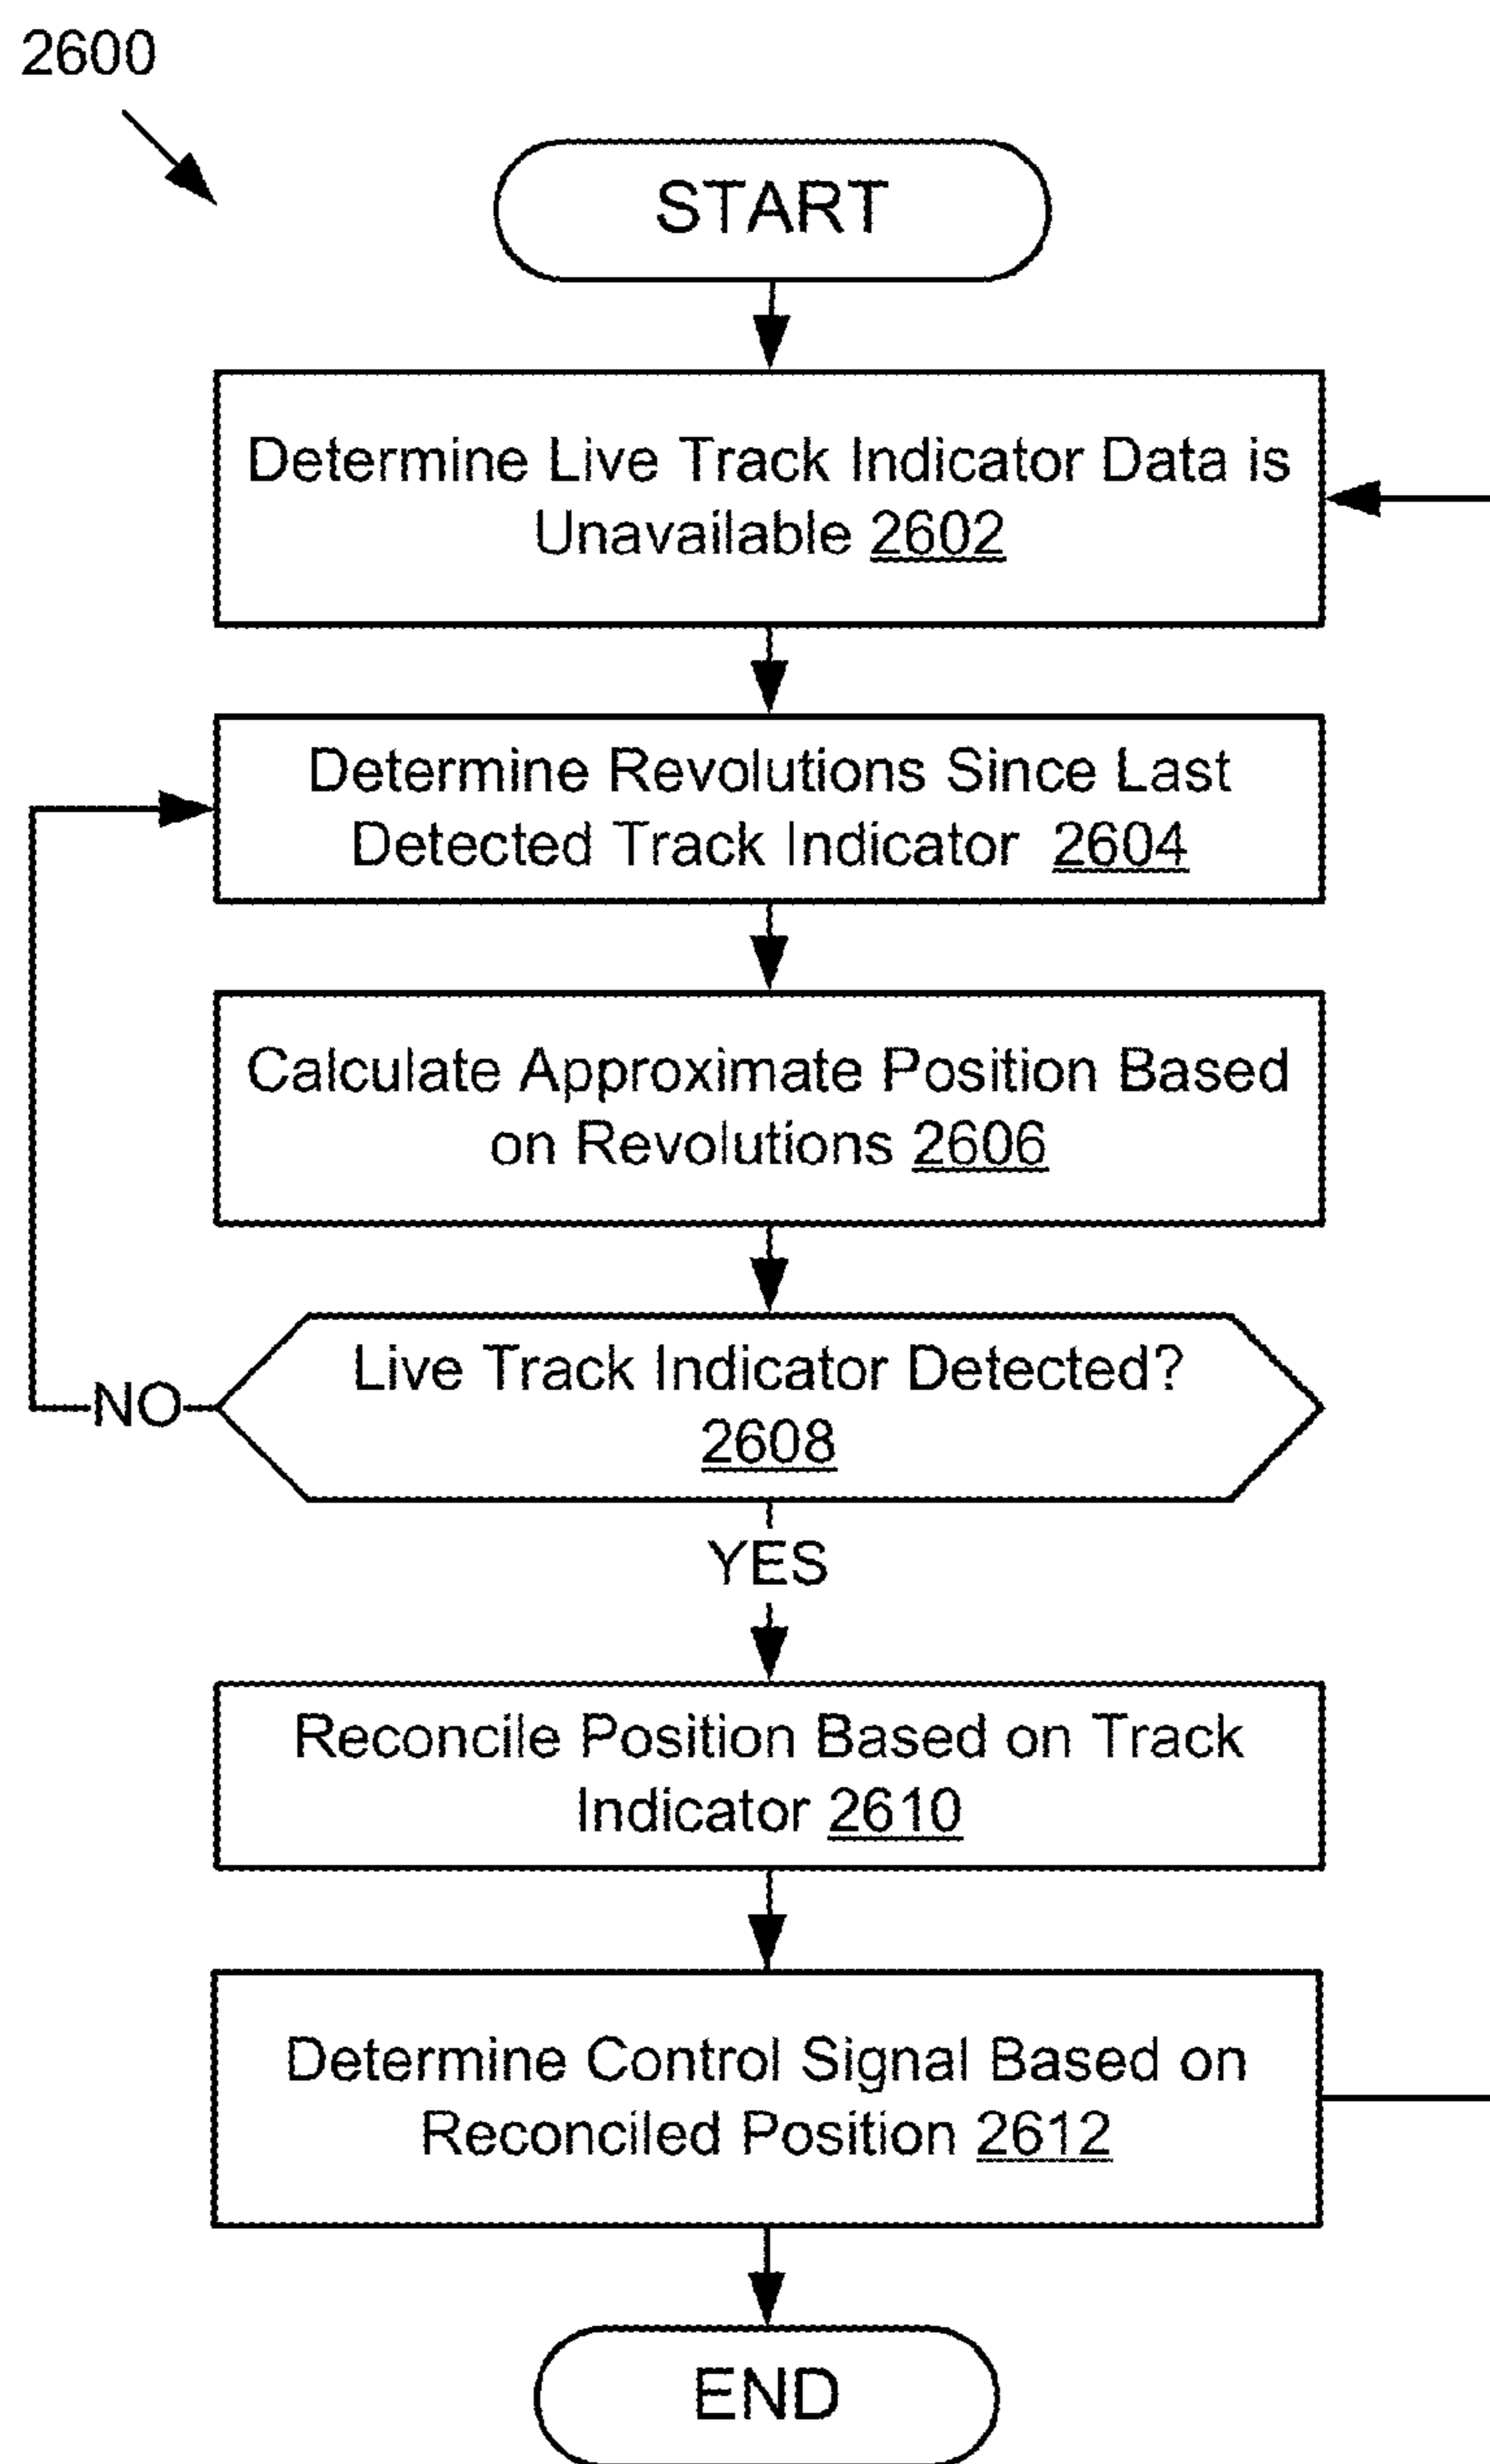 2600
START
Determine Live Track Indicator Data is
Unavailable 2602
Determine Revolutions Since Last
Detected Track Indicator 2604
Calculate Approximate Position Based
on Revolutions 2606
Live Track Indicator Detected?
2608
NO
YES
Reconcile Position Based on Track
Indicator 2610
Determine Control Signal Based on
Reconciled Position 2612
END